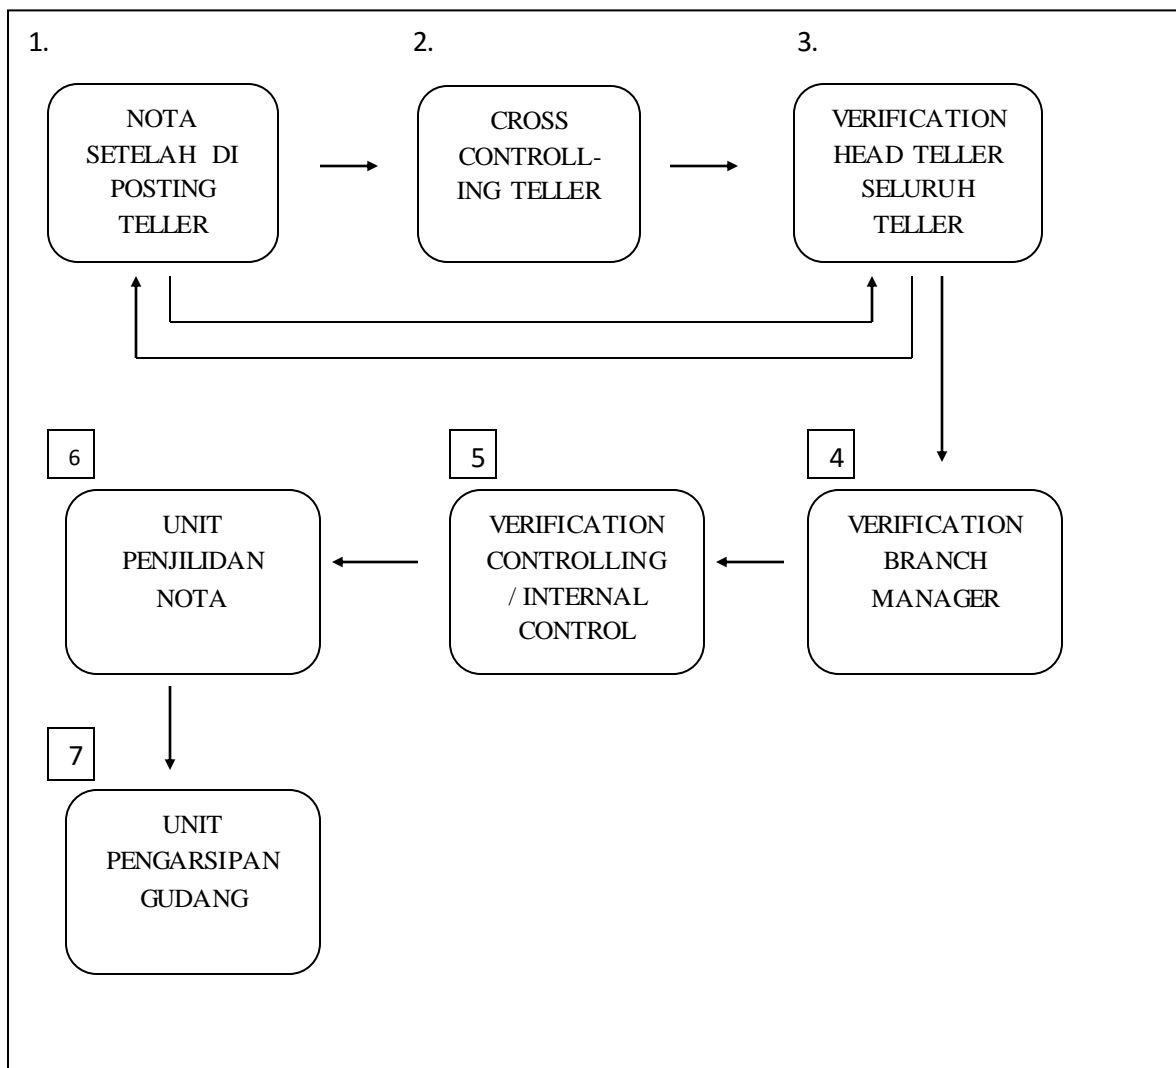 1.
2.
3.
NOTA
SETELAH DI
POSTING
TELLER
CROSS
CONTROLL-
ING TELLER
VERIFICATION
HEAD TELLER
SELURUH
TELLER
6
5
4
UNIT
PENJILIDAN
NOTA
VERIFICATION
CONTROLLING
/ INTERNAL
CONTROL
VERIFICATION
BRANCH
MANAGER
7
UNIT
PENGARSIPAN
GUDANG